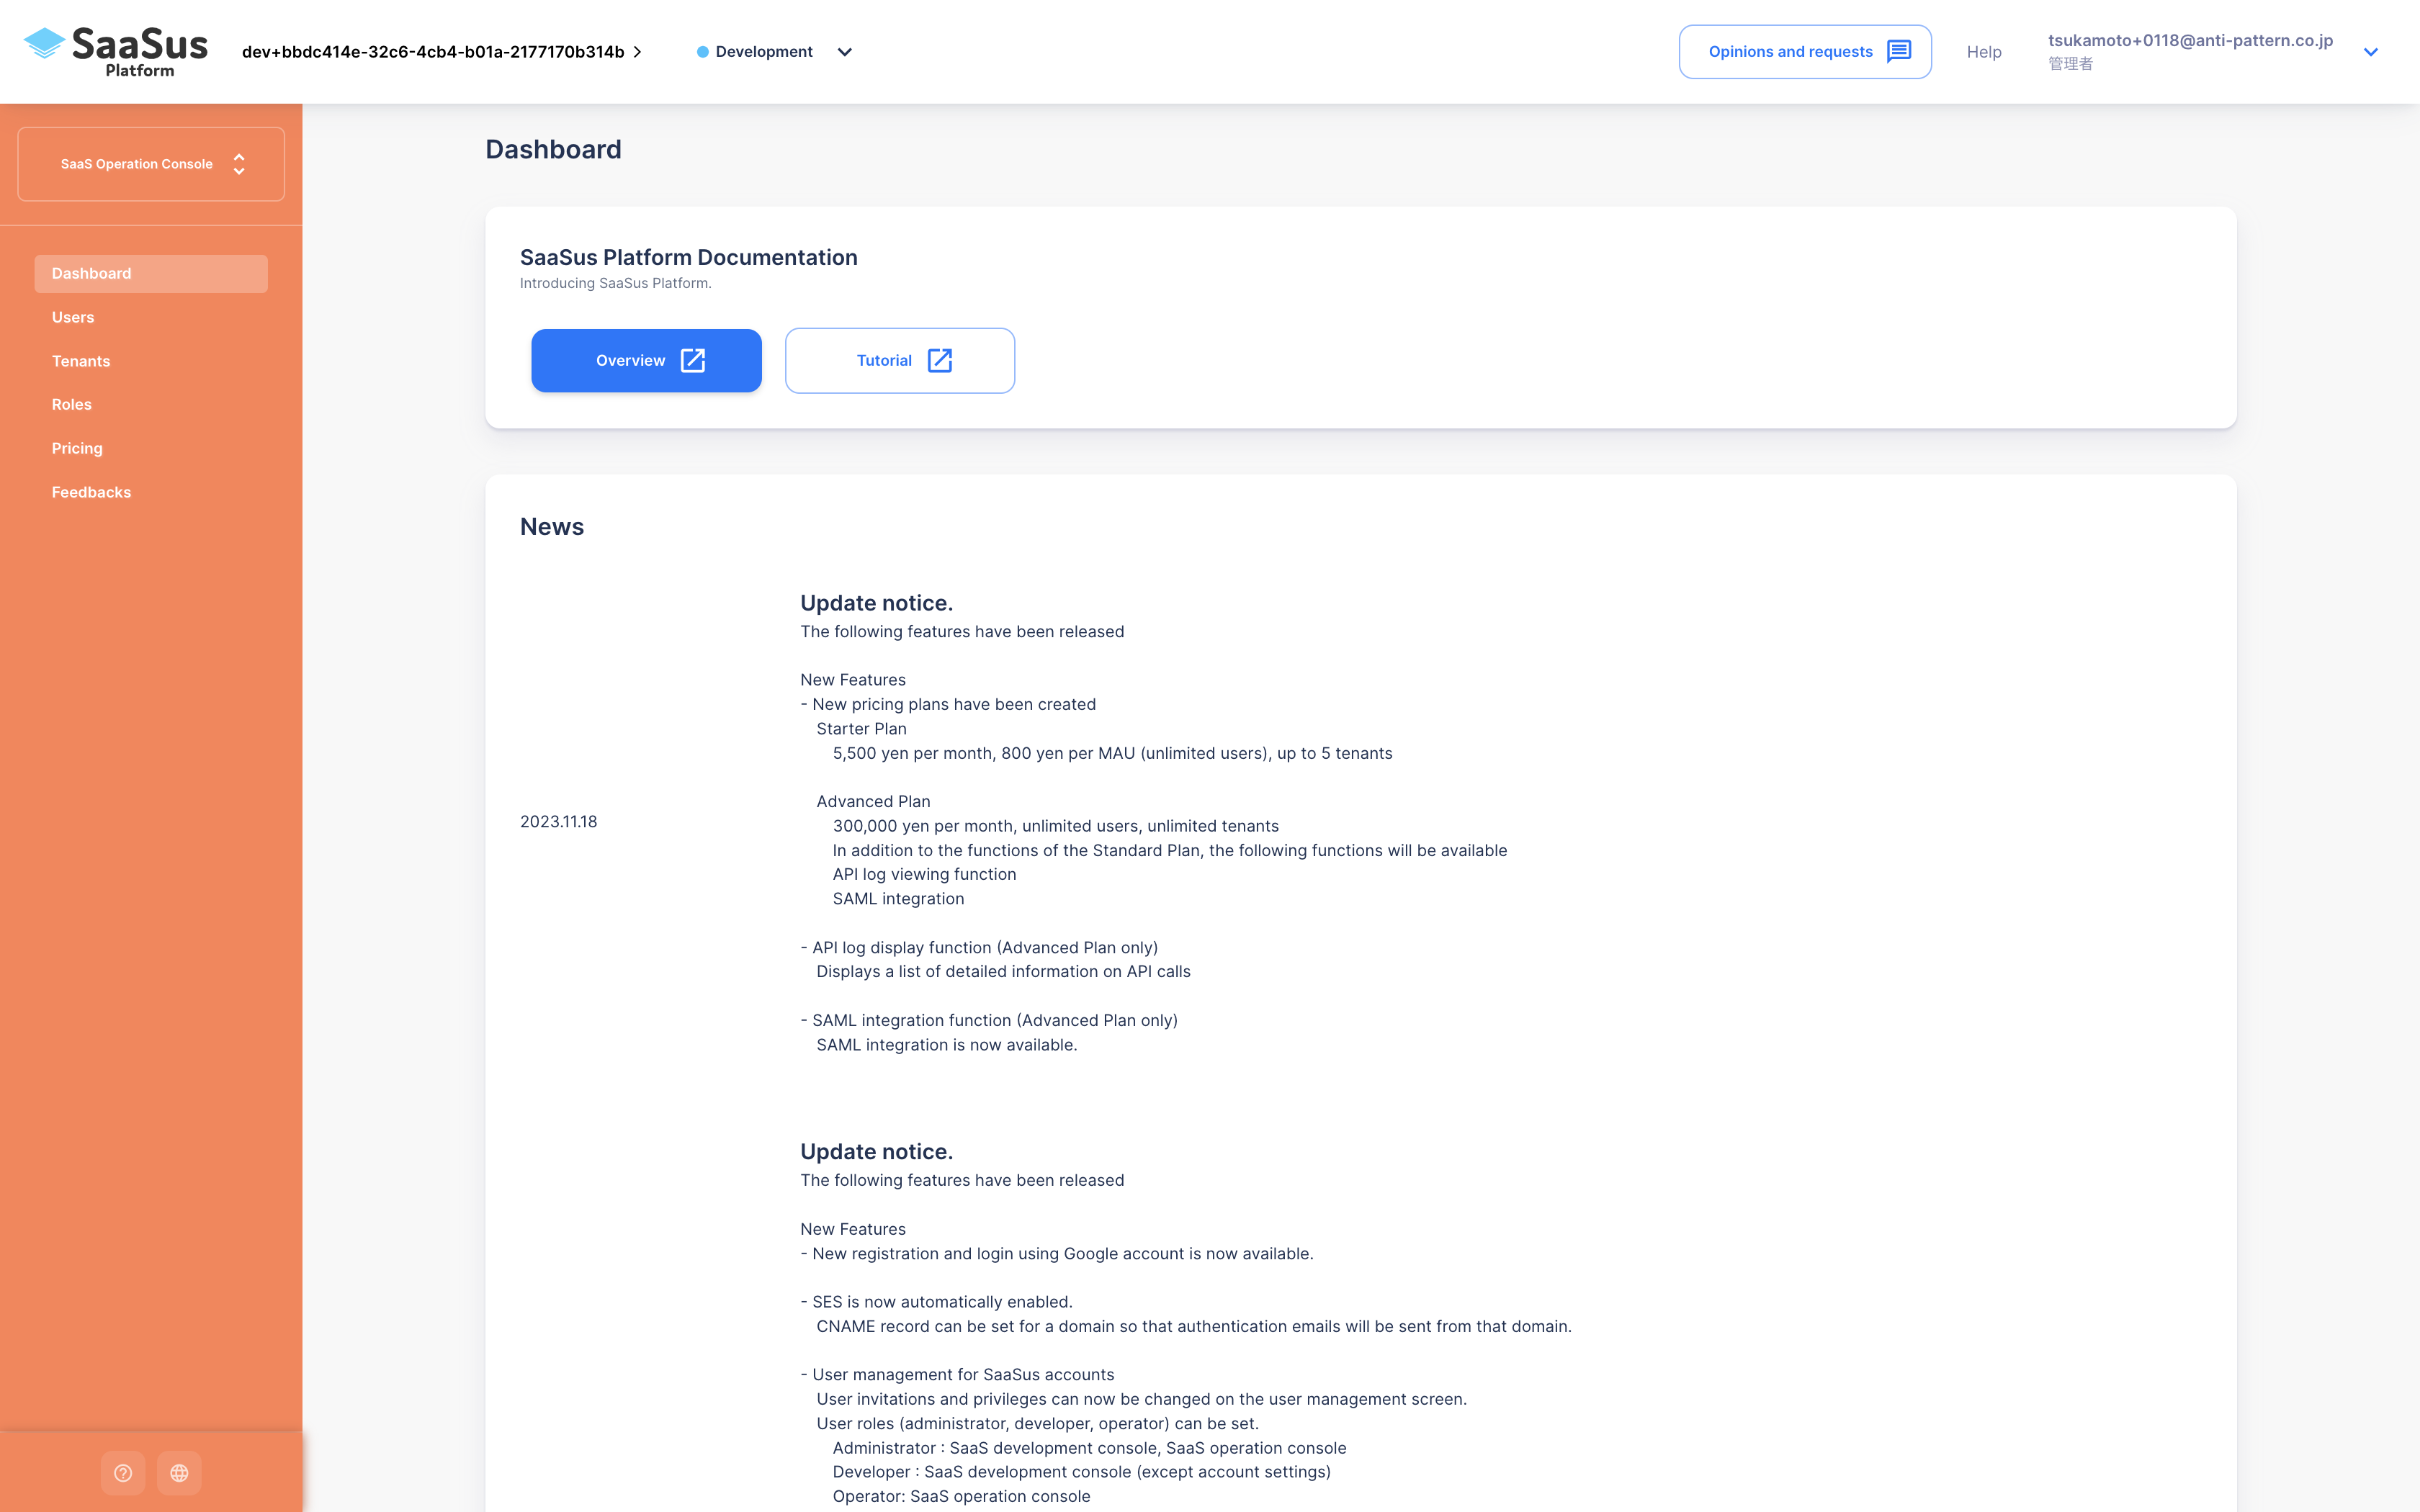 SaaSus
Platform
dev+bbdc414e-32c6-4cb4-b01a-2177170b314b
Development
Opinions and requests
Help
tsukamoto+0118@anti-pattern.co.jp
管理者
SaaS Operation Console
Dashboard
Users
Tenants
Roles
Pricing
Feedbacks
Dashboard
SaaSus Platform Documentation
Introducing SaaSus Platform.
Overview
Tutorial
News
2023.11.18
Update notice.
The following features have been released
New Features
- New pricing plans have been created
Starter Plan
5,500 yen per month, 800 yen per MAU (unlimited users), up to 5 tenants
Advanced Plan
300,000 yen per month, unlimited users, unlimited tenants
In addition to the functions of the Standard Plan, the following functions will be available
API log viewing function
SAML integration
- API log display function (Advanced Plan only)
Displays a list of detailed information on API calls
- SAML integration function (Advanced Plan only)
SAML integration is now available.
Update notice.
The following features have been released
New Features
- New registration and login using Google account is now available.
- SES is now automatically enabled.
CNAME record can be set for a domain so that authentication emails will be sent from that domain.
- User management for SaaSus accounts
User invitations and privileges can now be changed on the user management screen.
User roles (administrator, developer, operator) can be set.
Administrator : SaaS development console, SaaS operation console
Developer : SaaS development console (except account settings)
Operator: SaaS operation console